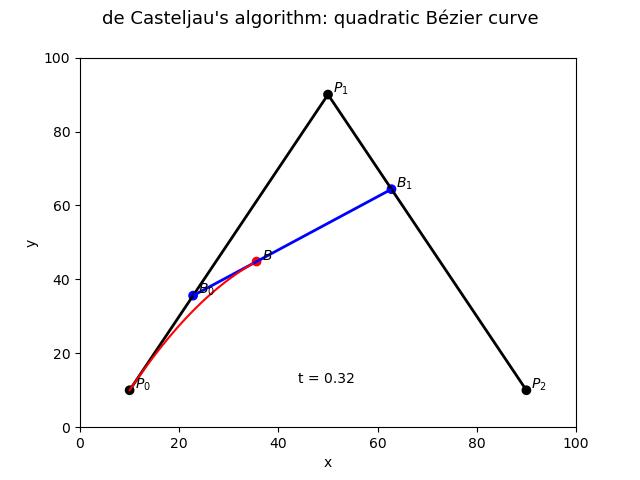 de Casteljau's algorithm: quadratic Bézier curve
100
80
60
40
20
0
y
P₁
B₁
B
B₀
P₀
t = 0.32
P₂
0 20 40 60 80 100
x